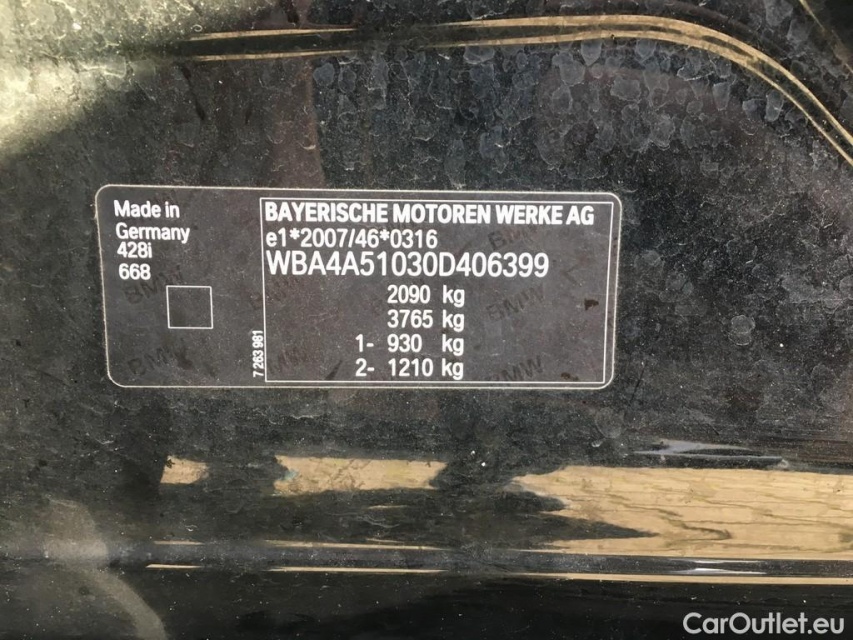 Made in
Germany
428i
668
BAYERISCHE MOTOREN WERKE AG
e1*2007/46*0316
WBA4A51030D406399
2090 kg
3765 kg
1- 930 kg
2- 1210 kg
7 263 981
CarOutlet.eu